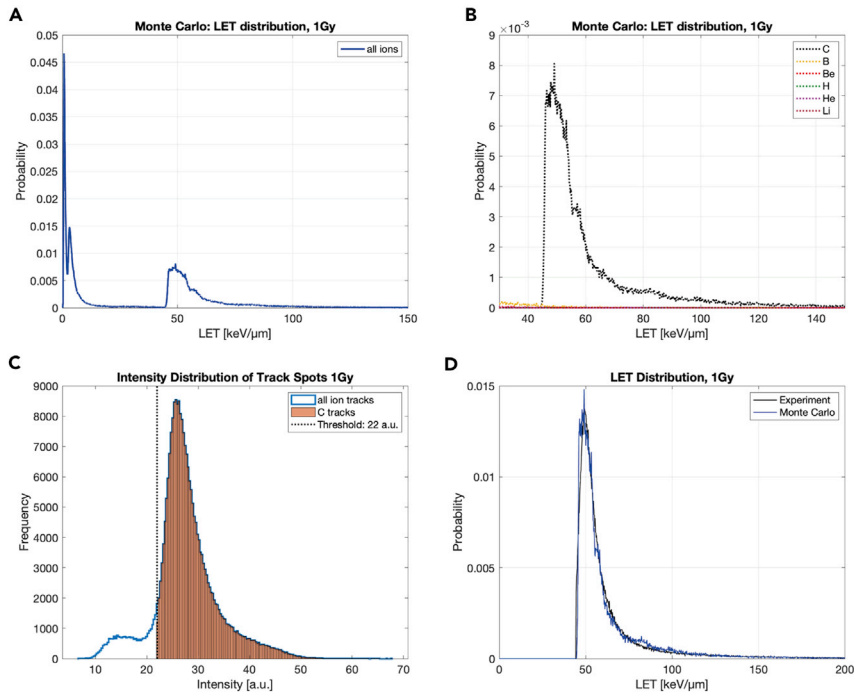 A
Monte Carlo: LET distribution, 1Gy
all ions
0.05
0.045
0.04
0.035
0.03
0.025
0.02
0.015
0.01
0.005
0
Probability
0 50 100 150
LET [keV/μm]
B
Monte Carlo: LET distribution, 1Gy
×10⁻³
C
B
Be
H
He
Li
9
8
7
6
5
4
3
2
1
0
Probability
40 60 80 100 120 140
LET [keV/μm]
C
Intensity Distribution of Track Spots 1Gy
all ion tracks
C tracks
Threshold: 22 a.u.
9000
8000
7000
6000
5000
4000
3000
2000
1000
0
Frequency
10 20 30 40 50 60 70
Intensity [a.u.]
D
LET Distribution, 1Gy
Experiment
Monte Carlo
0.015
0.01
0.005
0
Probability
0 50 100 150 200
LET [keV/μm]